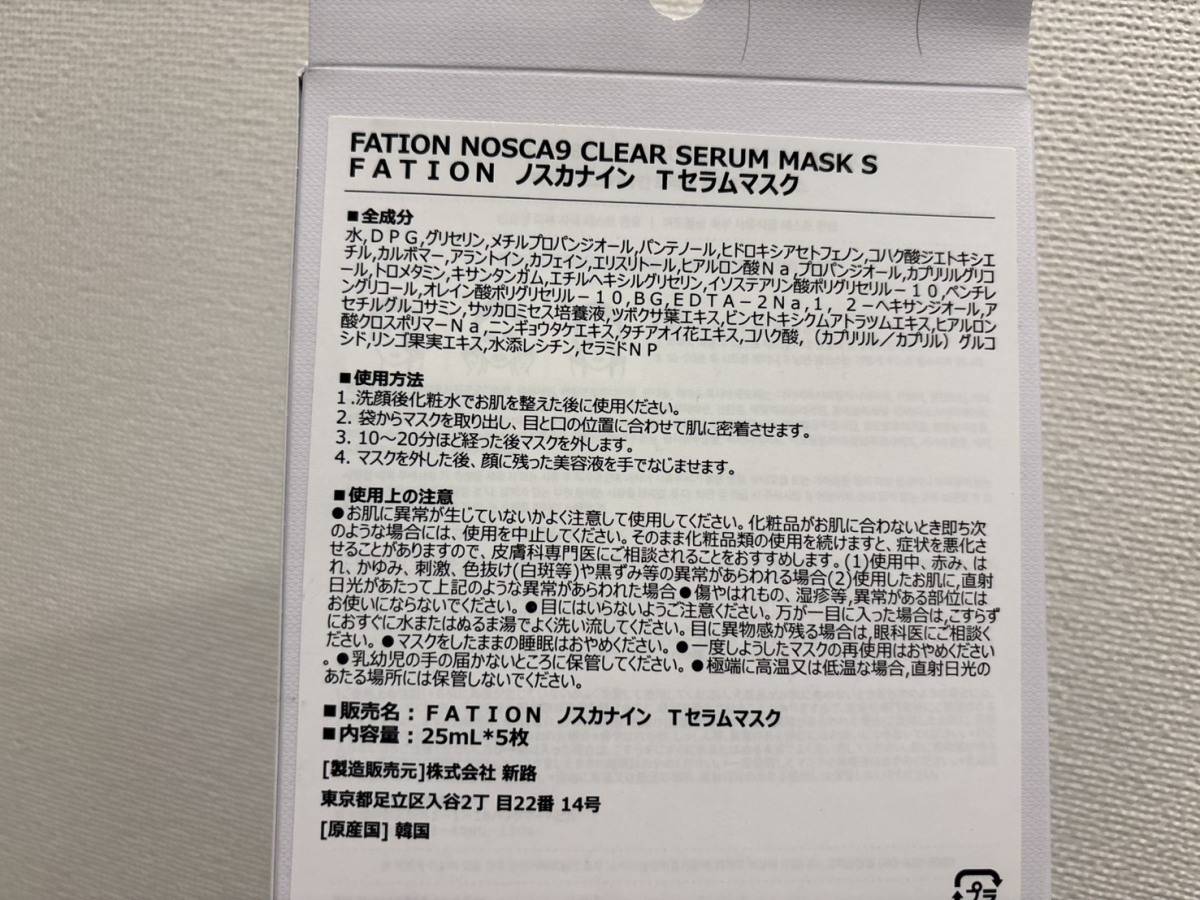 FATION NOSCA9 CLEAR SERUM MASK S
ＦＡＴＩＯＮ　ノスカナイン　Ｔセラムマスク
■全成分
水,ＤＰＧ,グリセリン,メチルプロパンジオール,パンテノール,ヒドロキシアセトフェノン,コハク酸ジエトキシエ
チル,カルボマー,アラントイン,カフェイン,エリスリトール,ヒアルロン酸Ｎａ,プロパンジオール,カプリルグリコ
ール,トロメタミン,キサンタンガム,エチルヘキシルグリセリン,イソステアリン酸ポリグリセリル－10,ペンチレ
ングリコール,オレイン酸ポリグリセリル－10,ＢＧ,ＥＤＴＡ－２Ｎａ,１，２－ヘキサンジオール,ア
セチルグルコサミン,サッカロミセス培養液,ツボクサ葉エキス,ビンセトキシクムアトラツムエキス,ヒアルロン
酸クロスポリマーＮａ,ニンギョウタケエキス,タチアオイ花エキス,コハク酸,（カプリリル／カプリル）グルコ
シド,リンゴ果実エキス,水添レシチン,セラミドＮＰ
■使用方法
１.洗顔後化粧水でお肌を整えた後に使用ください。
2. 袋からマスクを取り出し、目と口の位置に合わせて肌に密着させます。
3. 10～20分ほど経った後マスクを外します。
4. マスクを外した後、顔に残った美容液を手でなじませます。
■使用上の注意
●お肌に異常が生じていないかよく注意して使用してください。化粧品がお肌に合わないとき即ち次
のような場合には、使用を中止してください。そのまま化粧品類の使用を続けますと、症状を悪化さ
せることがありますので、皮膚科専門医にご相談されることをおすすめします。(1)使用中、赤み、は
れ、かゆみ、刺激、色抜け(白斑等)や黒ずみ等の異常があらわれる場合(2)使用したお肌に,直射
日光があたって上記のような異常があらわれた場合●傷やはれもの、湿疹等,異常がある部位には
お使いにならないでください。●目にはいらないようご注意ください。万が一目に入った場合は,こすらず
におすぐに水またはぬるま湯でよく洗い流してください。目に異物感が残る場合は,眼科医にご相談く
ださい。●マスクをしたままの睡眠はおやめください。●一度しようしたマスクの再使用はおやめください
。●乳幼児の手の届かないところに保管してください。●極端に高温又は低温な場合,直射日光の
あたる場所には保管しないでください。
■販売名：ＦＡＴＩＯＮ　ノスカナイン　Ｔセラムマスク
■内容量：25mL*5枚
[製造販売元]株式会社 新路
東京都足立区入谷2丁 目22番 14号
[原産国] 韓国
プラ